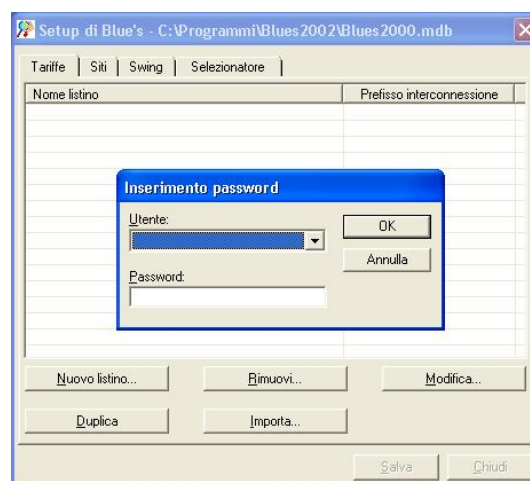 Setup di Blue's - C:\Programmi\Blues2002\Blues2000.mdb
Tariffe Siti Swing Selezionatore
Nome listino Prefisso interconnessione
Inserimento password
Utente:
OK
Annulla
Password:
Nuovo listino... Rimuovi... Modifica...
Duplica Importa...
Salva Chiudi